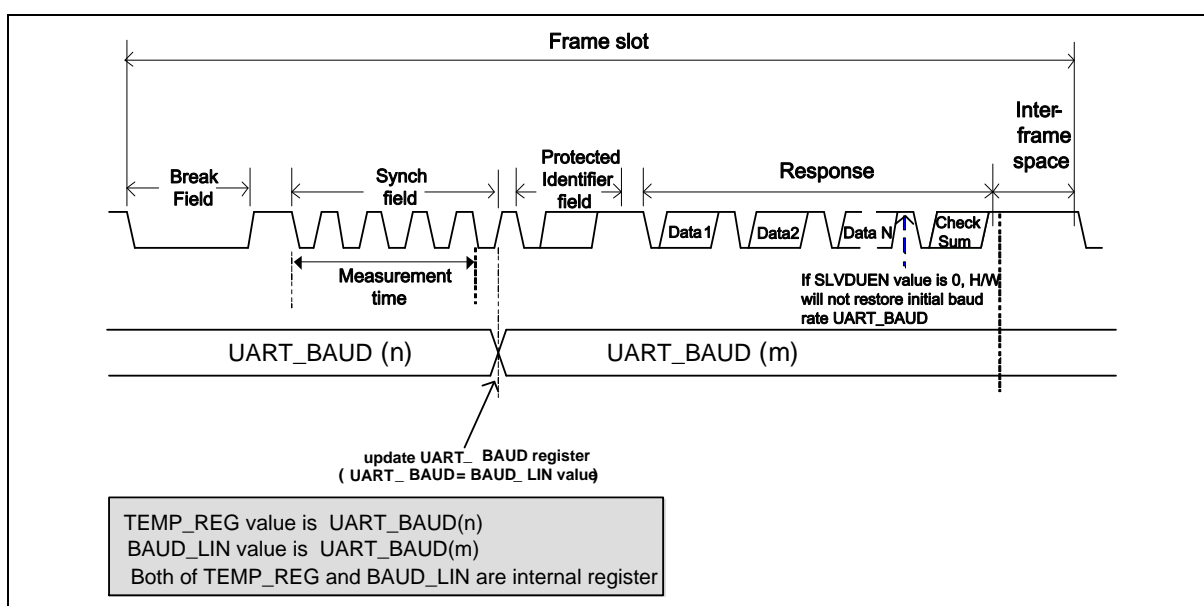 Frame slot
Inter-
frame
space
Break
Field
Synch
field
Protected
Identifier
field
Response
Data1
Data2
Data N
Check
Sum
Measurement
time
If SLVDUEN value is 0, H/W
will not restore initial baud
rate UART_BAUD
UART_BAUD (n)
UART_BAUD (m)
update UART_ BAUD register
( UART_ BAUD= BAUD_ LIN value)
TEMP_REG value is UART_BAUD(n)
BAUD_LIN value is UART_BAUD(m)
Both of TEMP_REG and BAUD_LIN are internal register